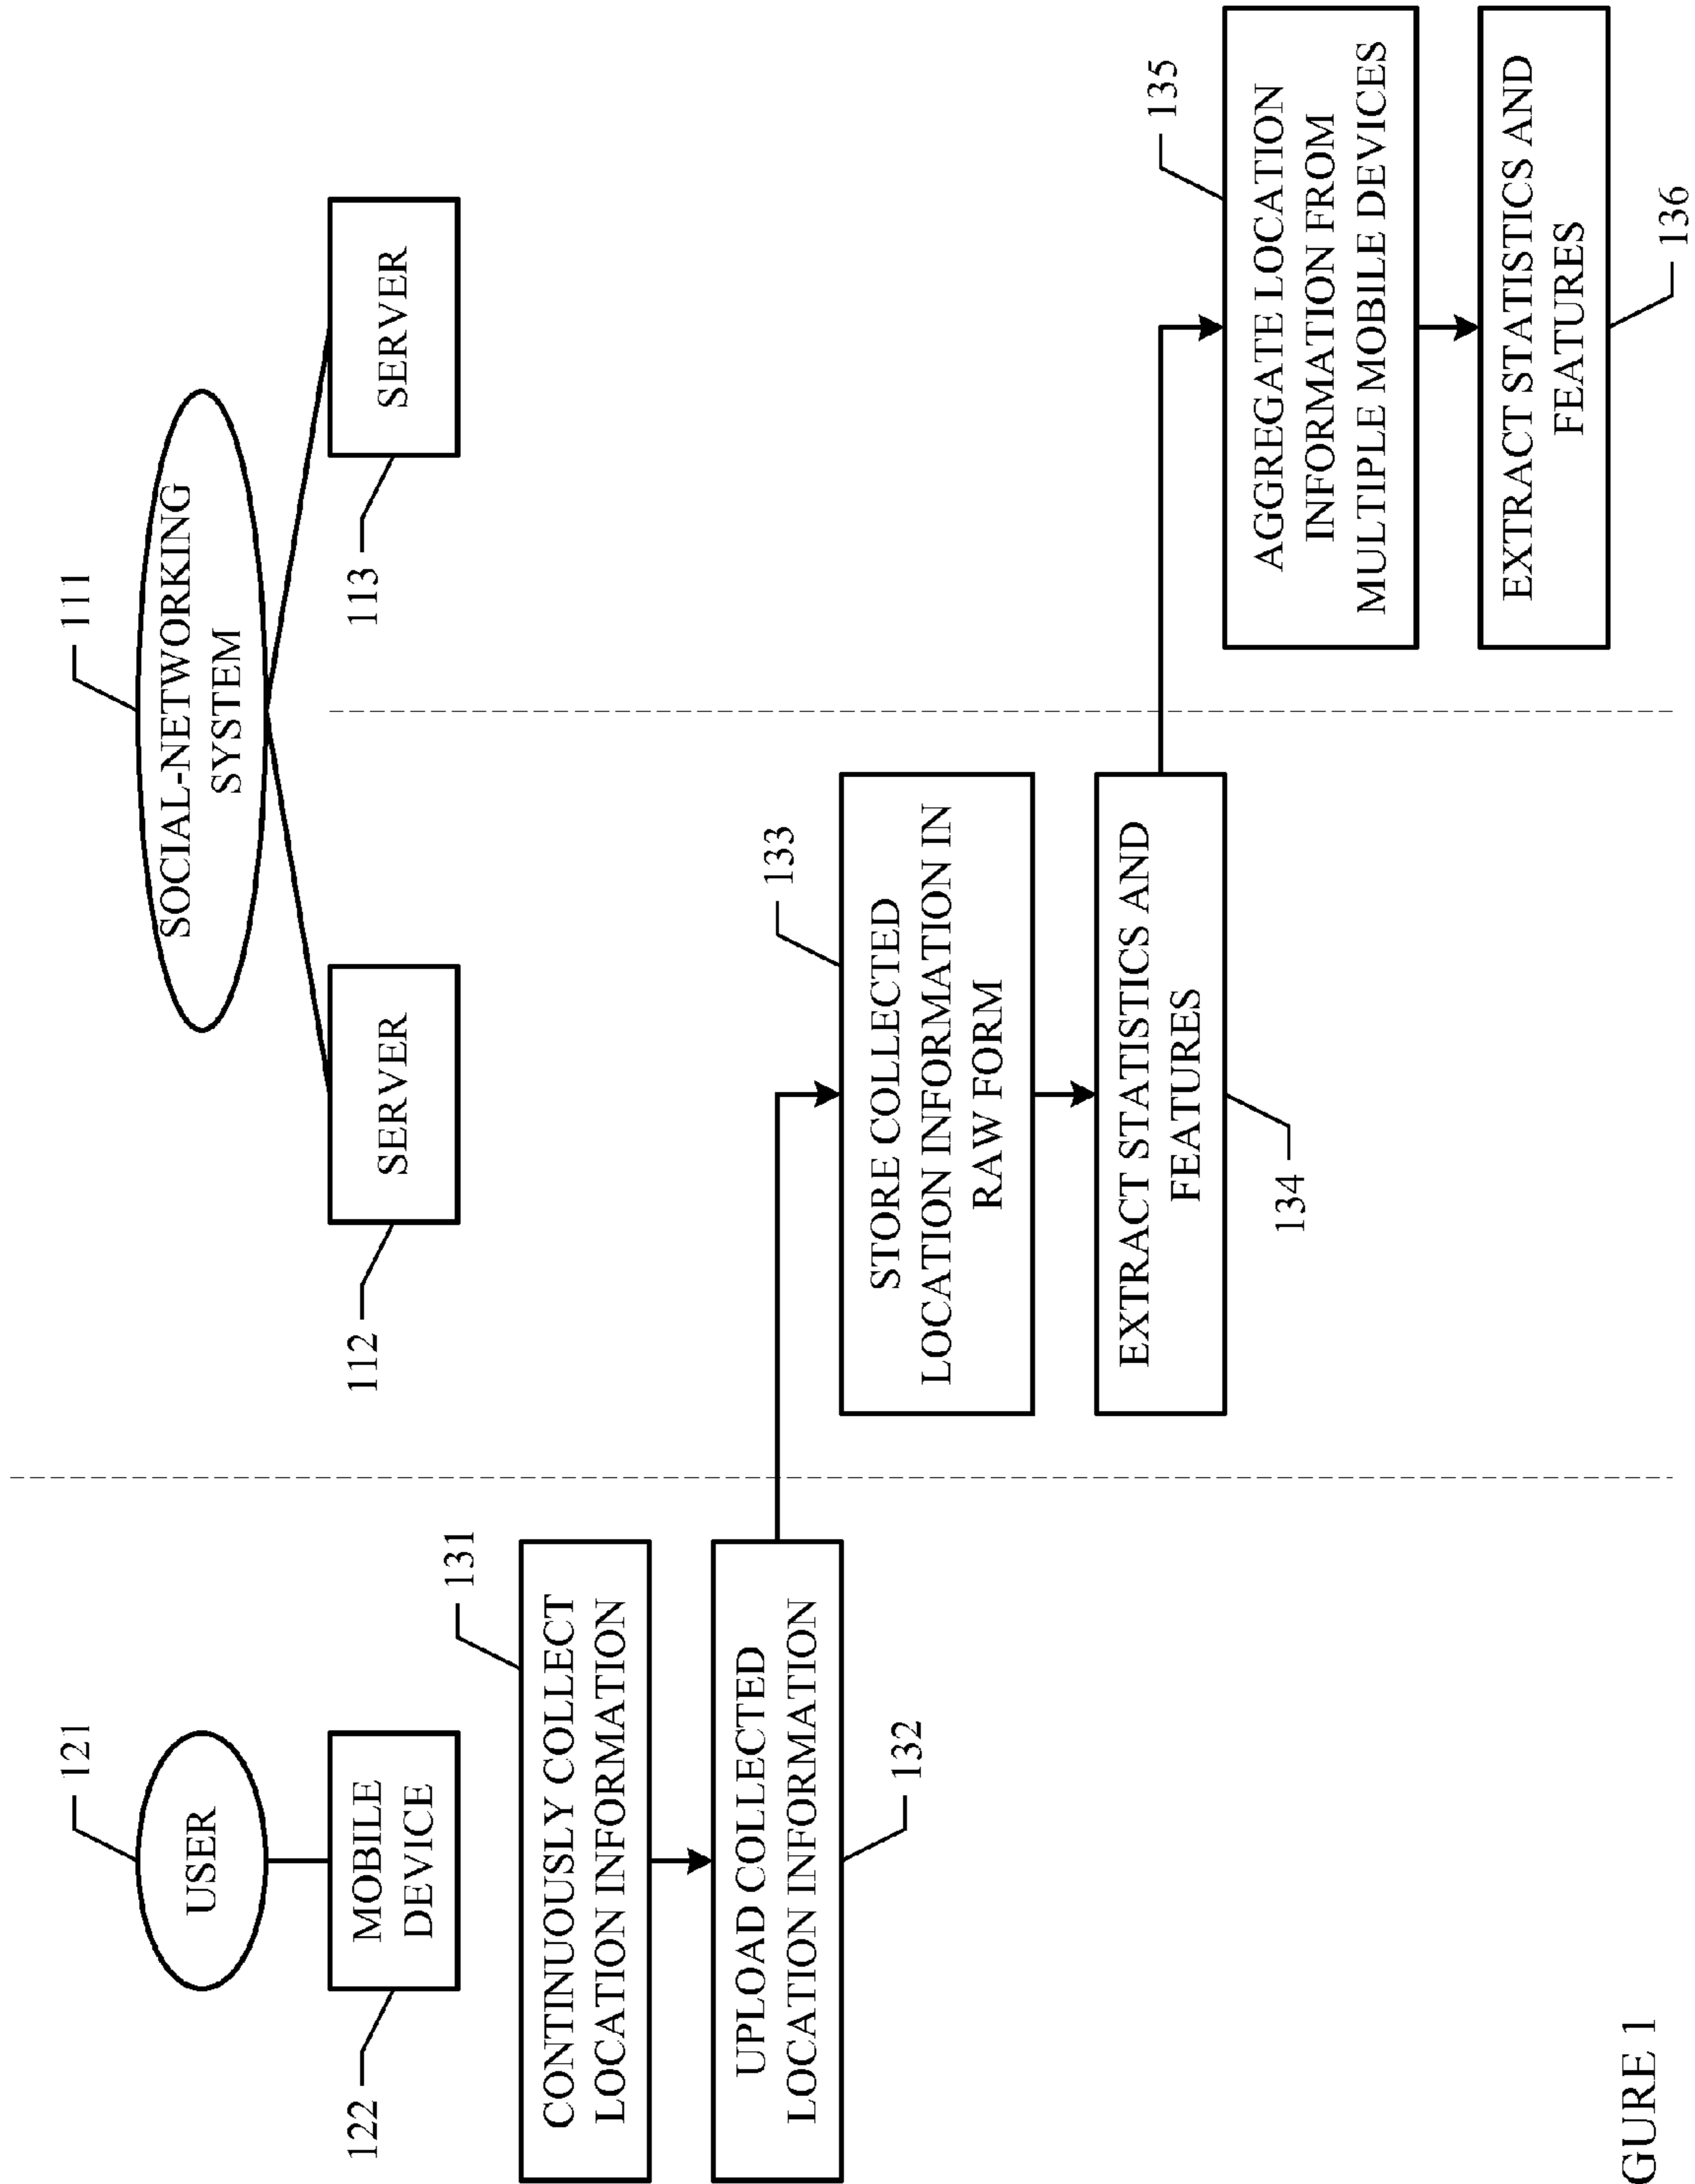 111
SOCIAL-NETWORKING
SYSTEM
121
USER
MOBILE
DEVICE
122
SERVER
112
SERVER
113
131
CONTINUOUSLY COLLECT
LOCATION INFORMATION
UPLOAD COLLECTED
LOCATION INFORMATION
132
133
STORE COLLECTED
LOCATION INFORMATION IN
RAW FORM
EXTRACT STATISTICS AND
FEATURES
134
135
AGGREGATE LOCATION
INFORMATION FROM
MULTIPLE MOBILE DEVICES
EXTRACT STATISTICS AND
FEATURES
136
GURE 1